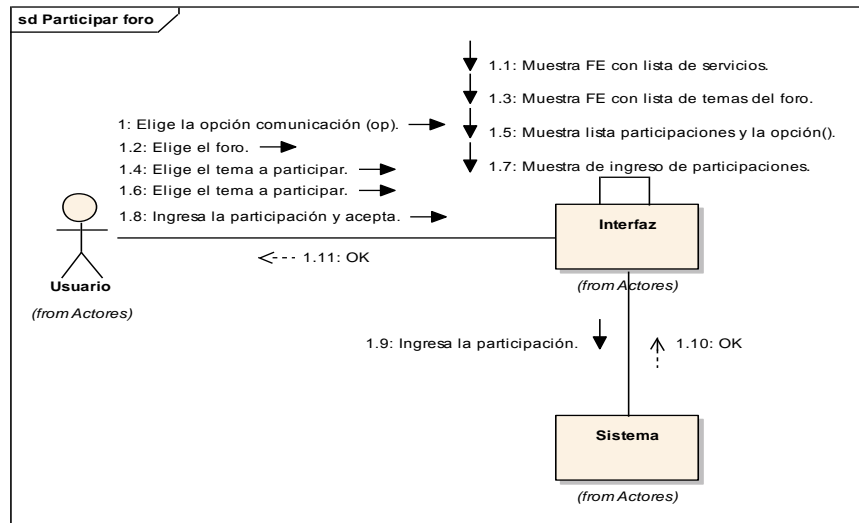 sd Participar foro
1.1: Muestra FE con lista de servicios.
1.3: Muestra FE con lista de temas del foro.
1: Elige la opción comunicación (op).
1.5: Muestra lista participaciones y la opción().
1.2: Elige el foro.
1.4: Elige el tema a participar.
1.7: Muestra de ingreso de participaciones.
1.6: Elige el tema a participar.
1.8: Ingresa la participación y acepta.
Interfaz
1.11: OK
Usuario
(from Actores)
(from Actores)
1.9: Ingresa la participación.
1.10: OK
Sistema
(from Actores)